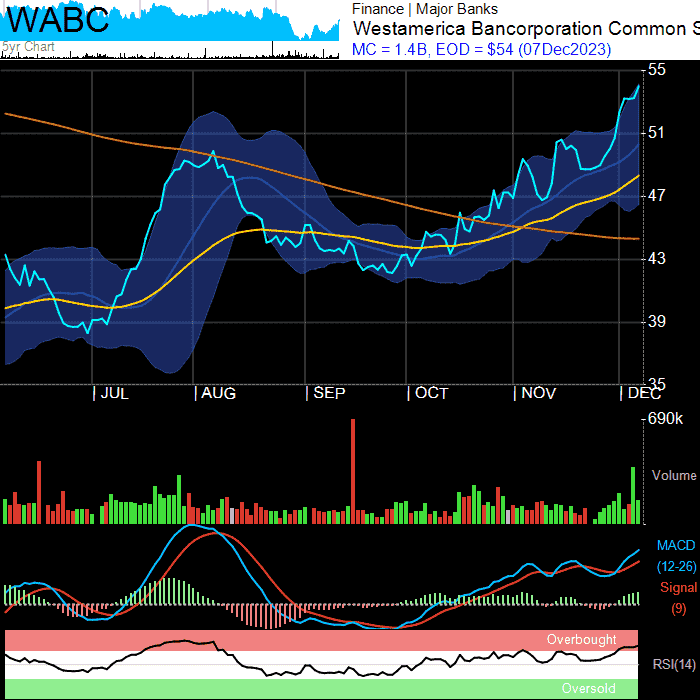 WABC
5yr Chart
Finance | Major Banks
Westamerica Bancorporation Common S
MC = 1.4B, EOD = $54 (07Dec2023)
55
51
47
43
39
35
| JUL | AUG | SEP | OCT | NOV | DEC
690k
Volume
MACD
(12-26)
Signal
(9)
Overbought
RSI(14)
Oversold